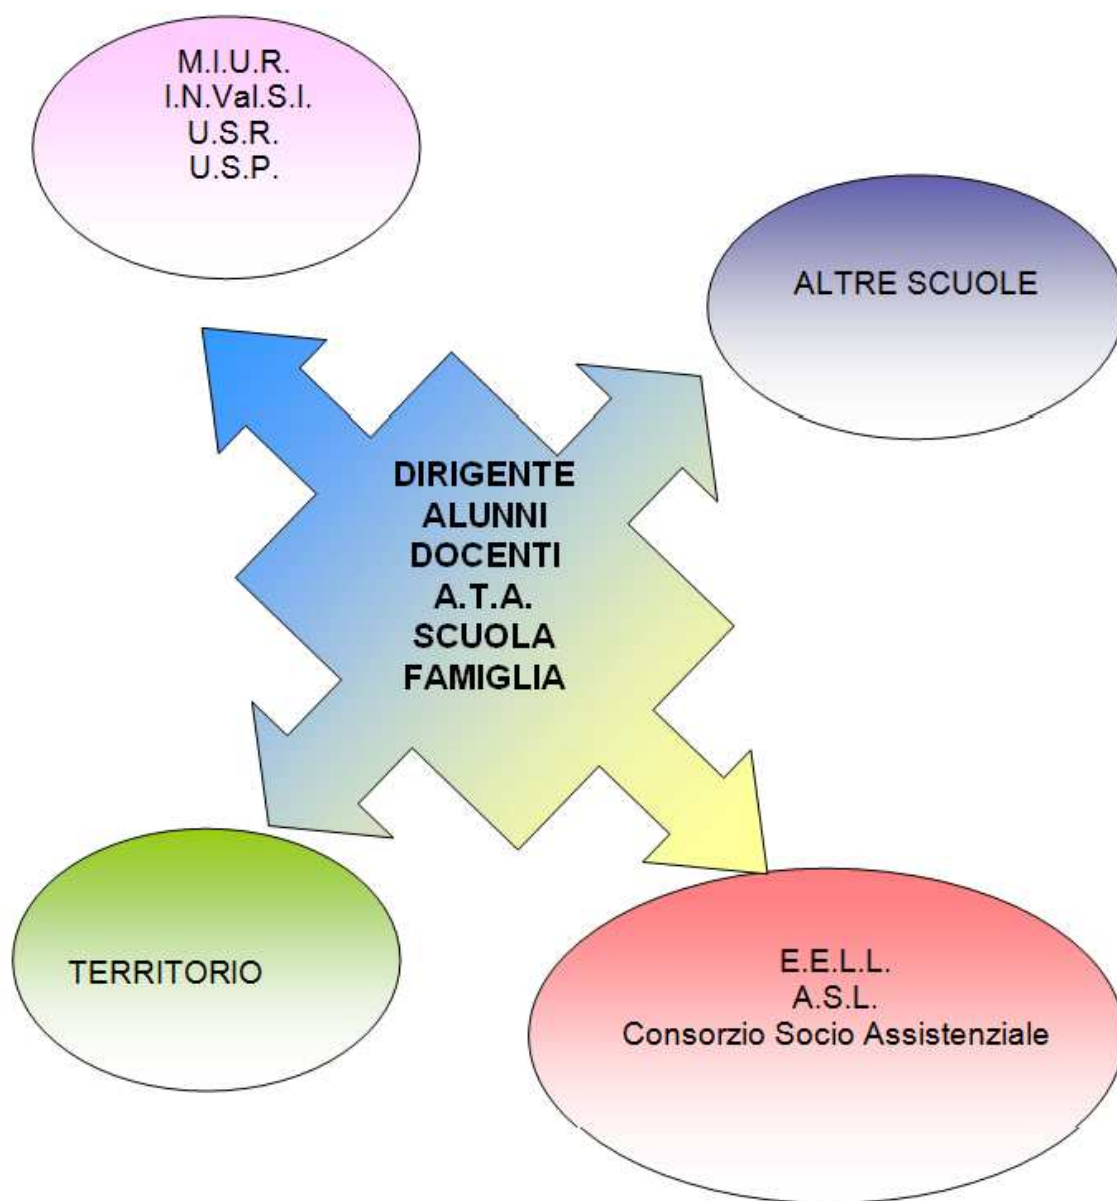 M.I.U.R.
I.N.Val.S.I.
U.S.R.
U.S.P.
ALTRE SCUOLE
DIRIGENTE
ALUNNI
DOCENTI
A.T.A.
SCUOLA
FAMIGLIA
TERRITORIO
E.E.L.L.
A.S.L.
Consorzio Socio Assistenziale